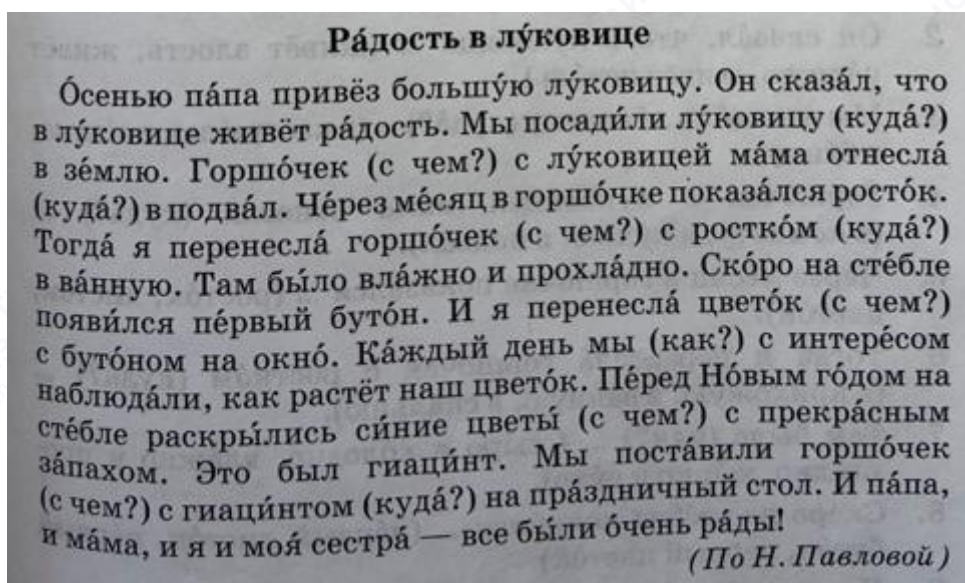 Ра́дость в лу́ковице
О́сенью па́па привёз большу́ю лу́ковицу. Он сказа́л, что
в лу́ковице живёт ра́дость. Мы посади́ли лу́ковицу (куда́?)
в зе́млю. Горшо́чек (с чем?) с лу́ковицей ма́ма отнесла́
(куда́?) в подва́л. Че́рез ме́сяц в горшо́чке показа́лся росто́к.
Тогда́ я перенесла́ горшо́чек (с чем?) с ростко́м (куда́?)
в ва́нную. Там бы́ло вла́жно и прохла́дно. Ско́ро на сте́бле
появи́лся пе́рвый буто́н. И я перенесла́ цвето́к (с чем?)
с буто́ном на окно́. Ка́ждый день мы (как?) с интере́сом
наблюда́ли, как растёт наш цвето́к. Пе́ред Но́вым го́дом на
сте́бле раскры́лись си́ние цветы́ (с чем?) с прекра́сным
за́пахом. Это был гиаци́нт. Мы поста́вили горшо́чек
(с чем?) с гиаци́нтом (куда́?) на пра́здничный стол. И па́па,
и ма́ма, и я и моя́ сестра́ — все бы́ли о́чень ра́ды!
(По Н. Павловой)